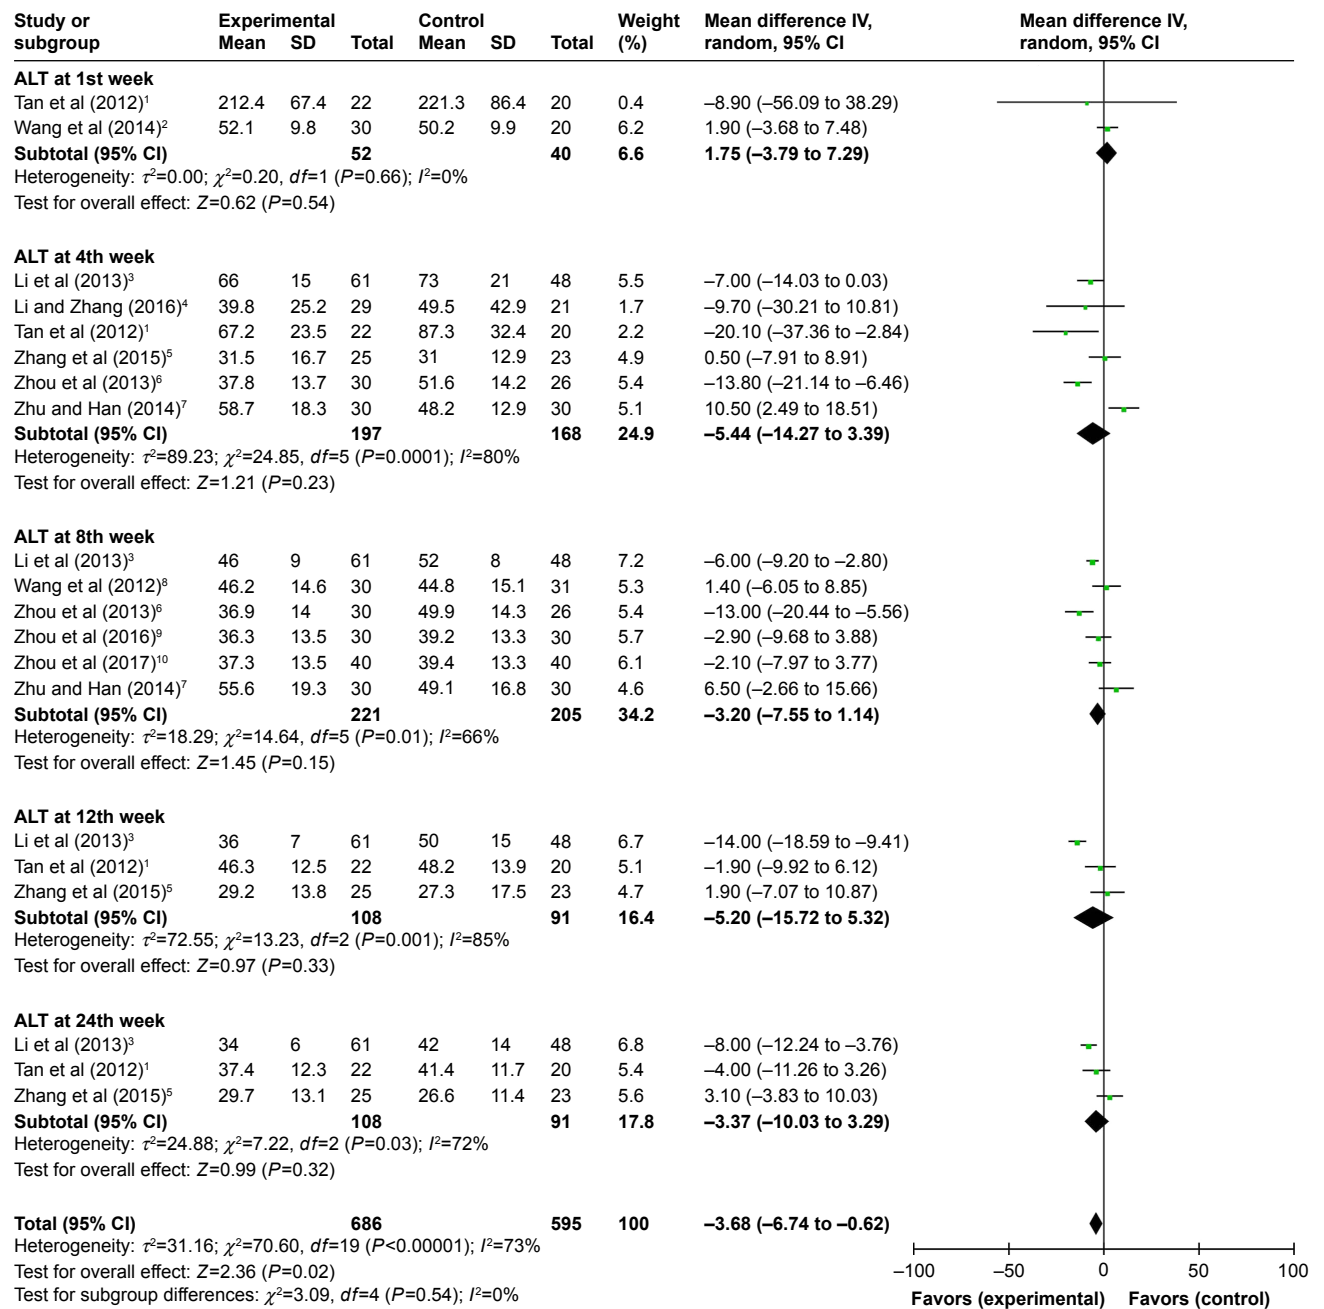 Study or subgroup Experimental Control Weight (%) Mean difference IV, random, 95% CI Mean difference IV, random, 95% CI
Mean SD Total Mean SD Total
ALT at 1st week
Tan et al (2012)¹ 212.4 67.4 22 221.3 86.4 20 0.4 –8.90 (–56.09 to 38.29)
Wang et al (2014)² 52.1 9.8 30 50.2 9.9 20 6.2 1.90 (–3.68 to 7.48)
Subtotal (95% CI) 52 40 6.6 1.75 (–3.79 to 7.29)
Heterogeneity: τ²=0.00; χ²=0.20, df=1 (P=0.66); I²=0%
Test for overall effect: Z=0.62 (P=0.54)
ALT at 4th week
Li et al (2013)³ 66 15 61 73 21 48 5.5 –7.00 (–14.03 to 0.03)
Li and Zhang (2016)⁴ 39.8 25.2 29 49.5 42.9 21 1.7 –9.70 (–30.21 to 10.81)
Tan et al (2012)¹ 67.2 23.5 22 87.3 32.4 20 2.2 –20.10 (–37.36 to –2.84)
Zhang et al (2015)⁵ 31.5 16.7 25 31 12.9 23 4.9 0.50 (–7.91 to 8.91)
Zhou et al (2013)⁶ 37.8 13.7 30 51.6 14.2 26 5.4 –13.80 (–21.14 to –6.46)
Zhu and Han (2014)⁷ 58.7 18.3 30 48.2 12.9 30 5.1 10.50 (2.49 to 18.51)
Subtotal (95% CI) 197 168 24.9 –5.44 (–14.27 to 3.39)
Heterogeneity: τ²=89.23; χ²=24.85, df=5 (P=0.0001); I²=80%
Test for overall effect: Z=1.21 (P=0.23)
ALT at 8th week
Li et al (2013)³ 46 9 61 52 8 48 7.2 –6.00 (–9.20 to –2.80)
Wang et al (2012)⁸ 46.2 14.6 30 44.8 15.1 31 5.3 1.40 (–6.05 to 8.85)
Zhou et al (2013)⁶ 36.9 14 30 49.9 14.3 26 5.4 –13.00 (–20.44 to –5.56)
Zhou et al (2016)⁹ 36.3 13.5 30 39.2 13.3 30 5.7 –2.90 (–9.68 to 3.88)
Zhou et al (2017)¹⁰ 37.3 13.5 40 39.4 13.3 40 6.1 –2.10 (–7.97 to 3.77)
Zhu and Han (2014)⁷ 55.6 19.3 30 49.1 16.8 30 4.6 6.50 (–2.66 to 15.66)
Subtotal (95% CI) 221 205 34.2 –3.20 (–7.55 to 1.14)
Heterogeneity: τ²=18.29; χ²=14.64, df=5 (P=0.01); I²=66%
Test for overall effect: Z=1.45 (P=0.15)
ALT at 12th week
Li et al (2013)³ 36 7 61 50 15 48 6.7 –14.00 (–18.59 to –9.41)
Tan et al (2012)¹ 46.3 12.5 22 48.2 13.9 20 5.1 –1.90 (–9.92 to 6.12)
Zhang et al (2015)⁵ 29.2 13.8 25 27.3 17.5 23 4.7 1.90 (–7.07 to 10.87)
Subtotal (95% CI) 108 91 16.4 –5.20 (–15.72 to 5.32)
Heterogeneity: τ²=72.55; χ²=13.23, df=2 (P=0.001); I²=85%
Test for overall effect: Z=0.97 (P=0.33)
ALT at 24th week
Li et al (2013)³ 34 6 61 42 14 48 6.8 –8.00 (–12.24 to –3.76)
Tan et al (2012)¹ 37.4 12.3 22 41.4 11.7 20 5.4 –4.00 (–11.26 to 3.26)
Zhang et al (2015)⁵ 29.7 13.1 25 26.6 11.4 23 5.6 3.10 (–3.83 to 10.03)
Subtotal (95% CI) 108 91 17.8 –3.37 (–10.03 to 3.29)
Heterogeneity: τ²=24.88; χ²=7.22, df=2 (P=0.03); I²=72%
Test for overall effect: Z=0.99 (P=0.32)
Total (95% CI) 686 595 100 –3.68 (–6.74 to –0.62)
Heterogeneity: τ²=31.16; χ²=70.60, df=19 (P<0.00001); I²=73%
Test for overall effect: Z=2.36 (P=0.02)
Test for subgroup differences: χ²=3.09, df=4 (P=0.54); I²=0%
–100 –50 0 50 100
Favors (experimental) Favors (control)